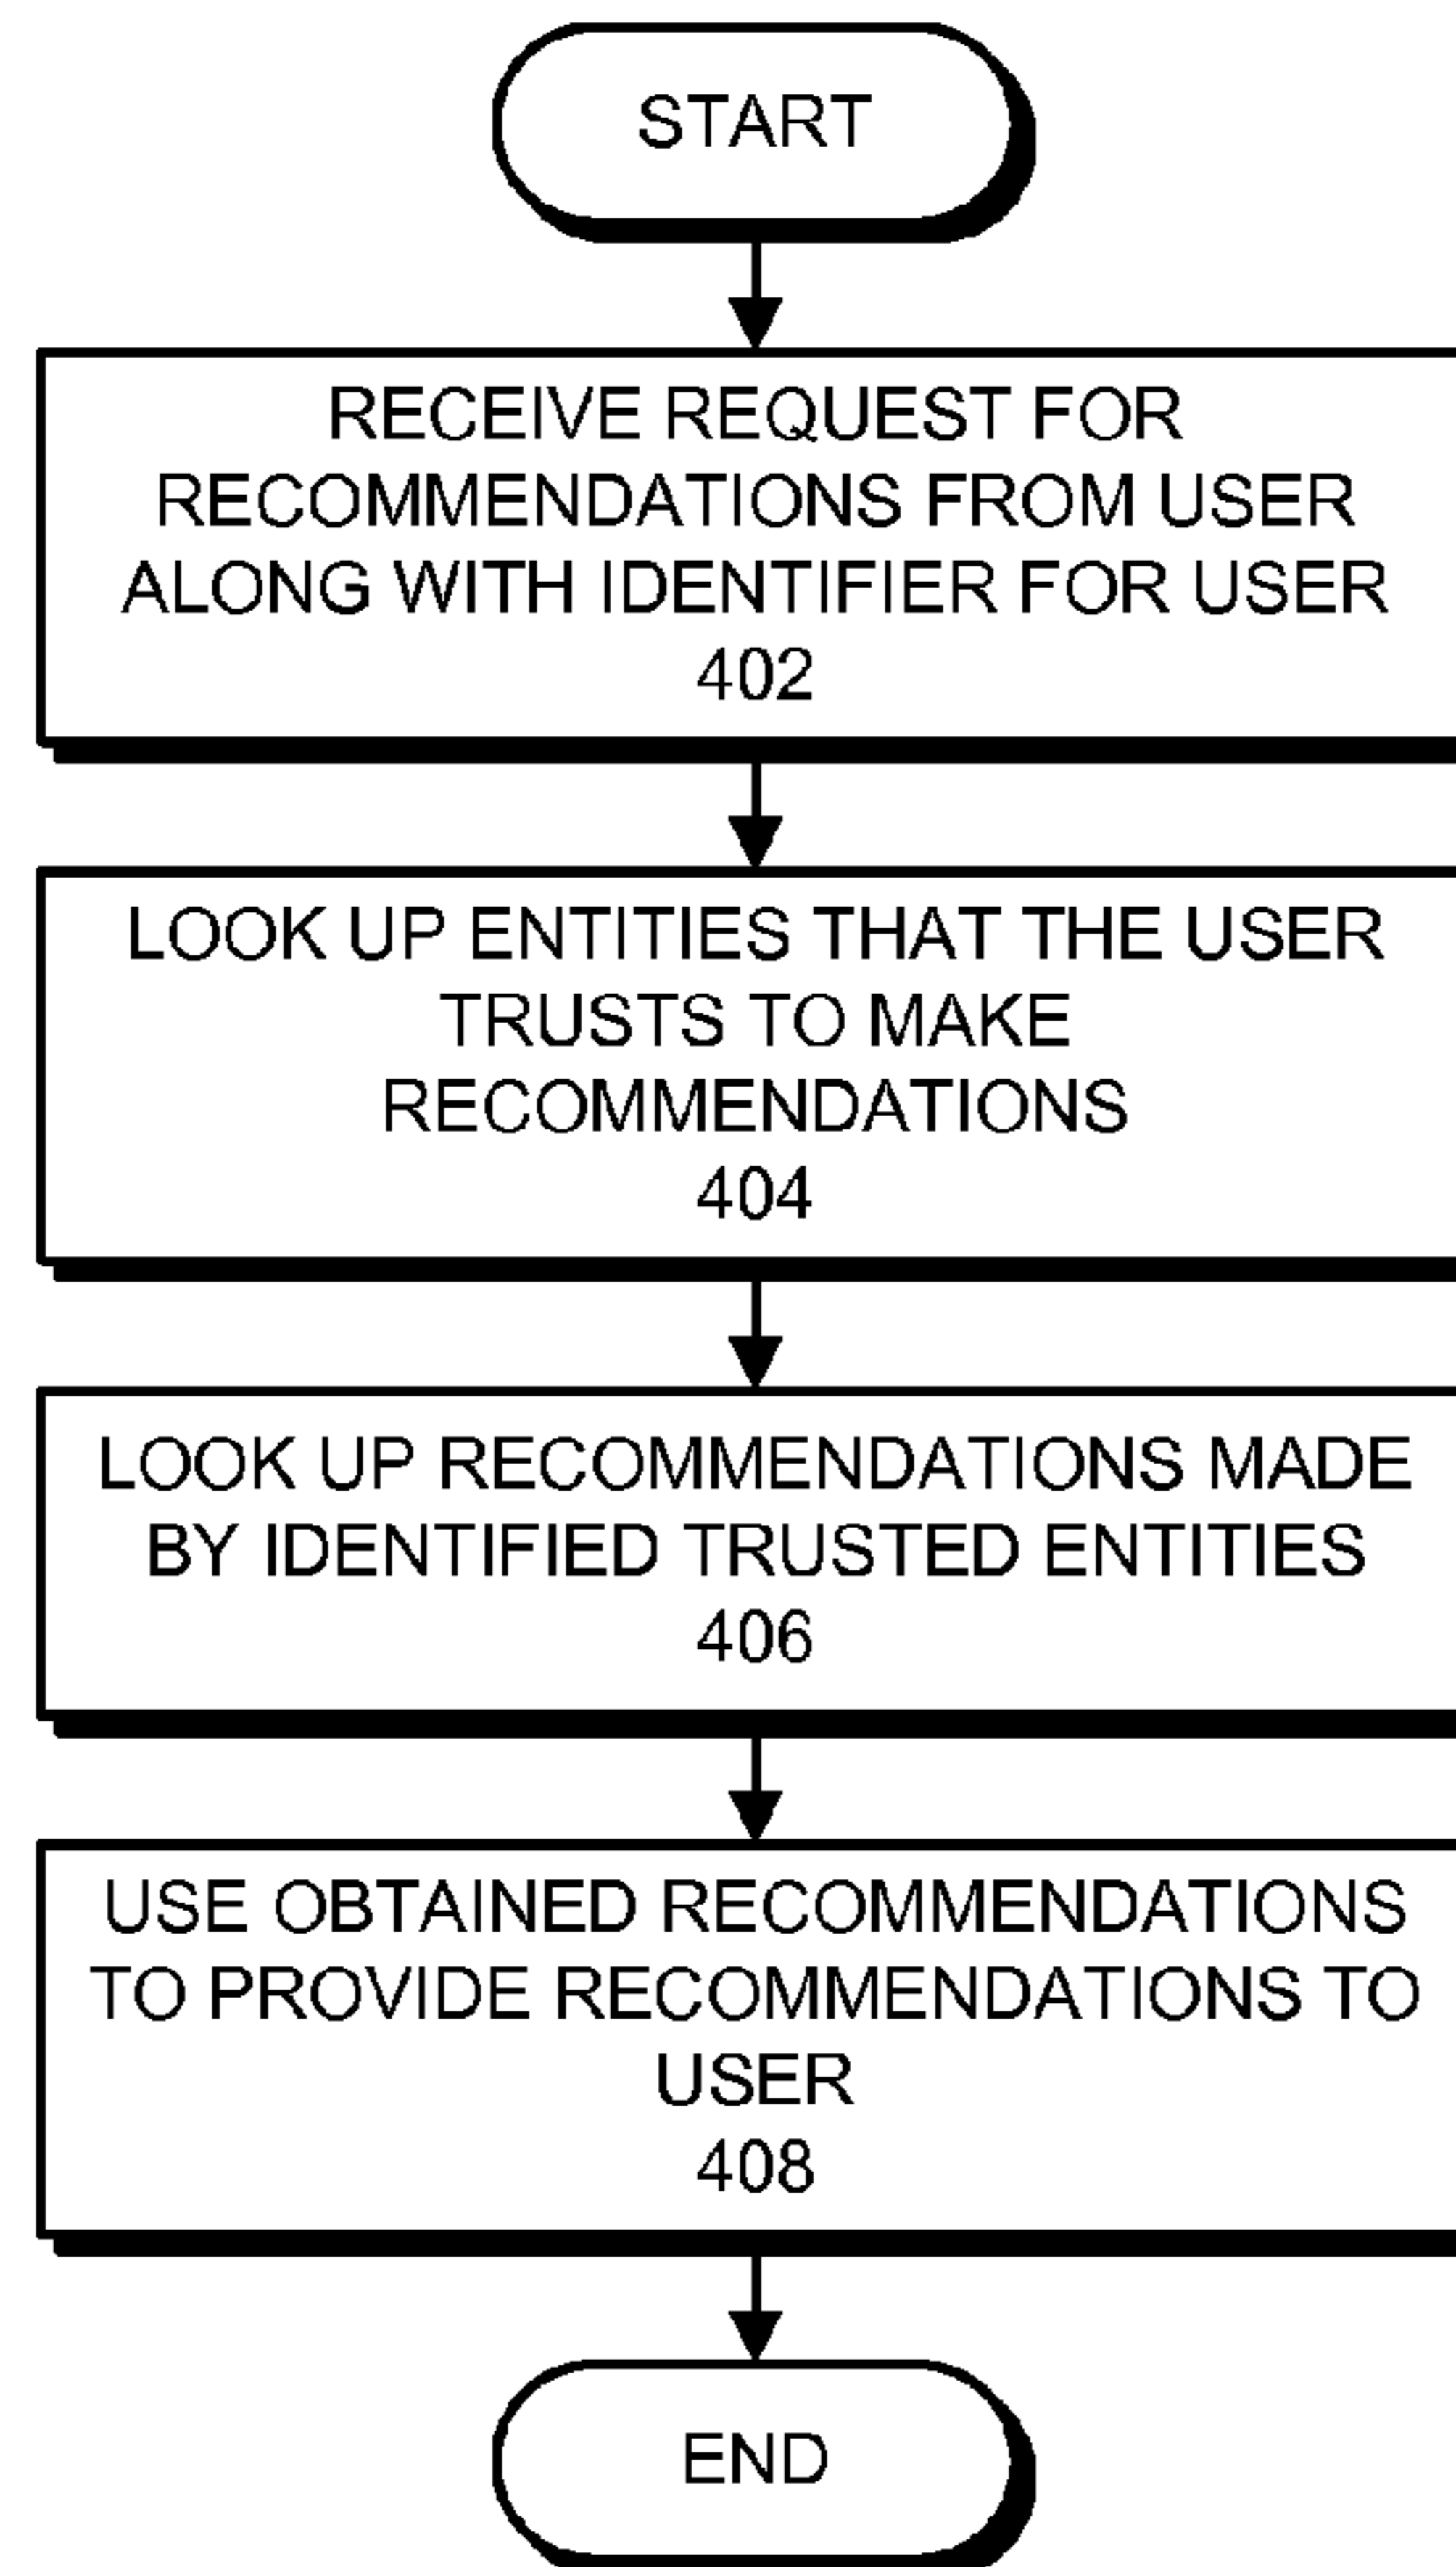 START
RECEIVE REQUEST FOR
RECOMMENDATIONS FROM USER
ALONG WITH IDENTIFIER FOR USER
402
LOOK UP ENTITIES THAT THE USER
TRUSTS TO MAKE
RECOMMENDATIONS
404
LOOK UP RECOMMENDATIONS MADE
BY IDENTIFIED TRUSTED ENTITIES
406
USE OBTAINED RECOMMENDATIONS
TO PROVIDE RECOMMENDATIONS TO
USER
408
END